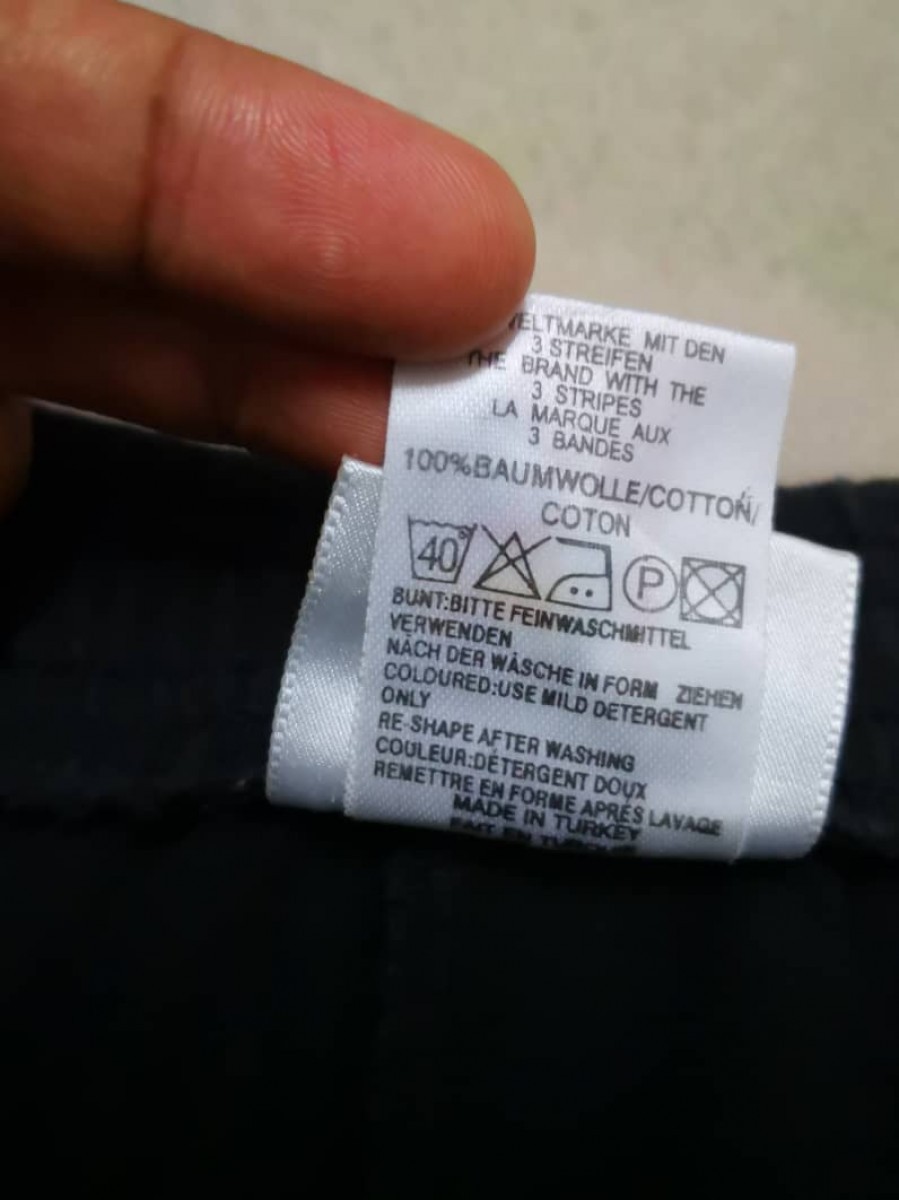 WELTMARKE MIT DEN
3 STREIFEN
THE BRAND WITH THE
3 STRIPES
LA MARQUE AUX
3 BANDES
100%BAUMWOLLE/COTTON/
COTON
40° P
BUNT:BITTE FEINWASCHMITTEL
VERWENDEN
NACH DER WÄSCHE IN FORM ZIEHEN
COLOURED:USE MILD DETERGENT
ONLY
RE-SHAPE AFTER WASHING
COULEUR:DÉTERGENT DOUX
REMETTRE EN FORME APRÈS LAVAGE
MADE IN TURKEY
FAIT EN